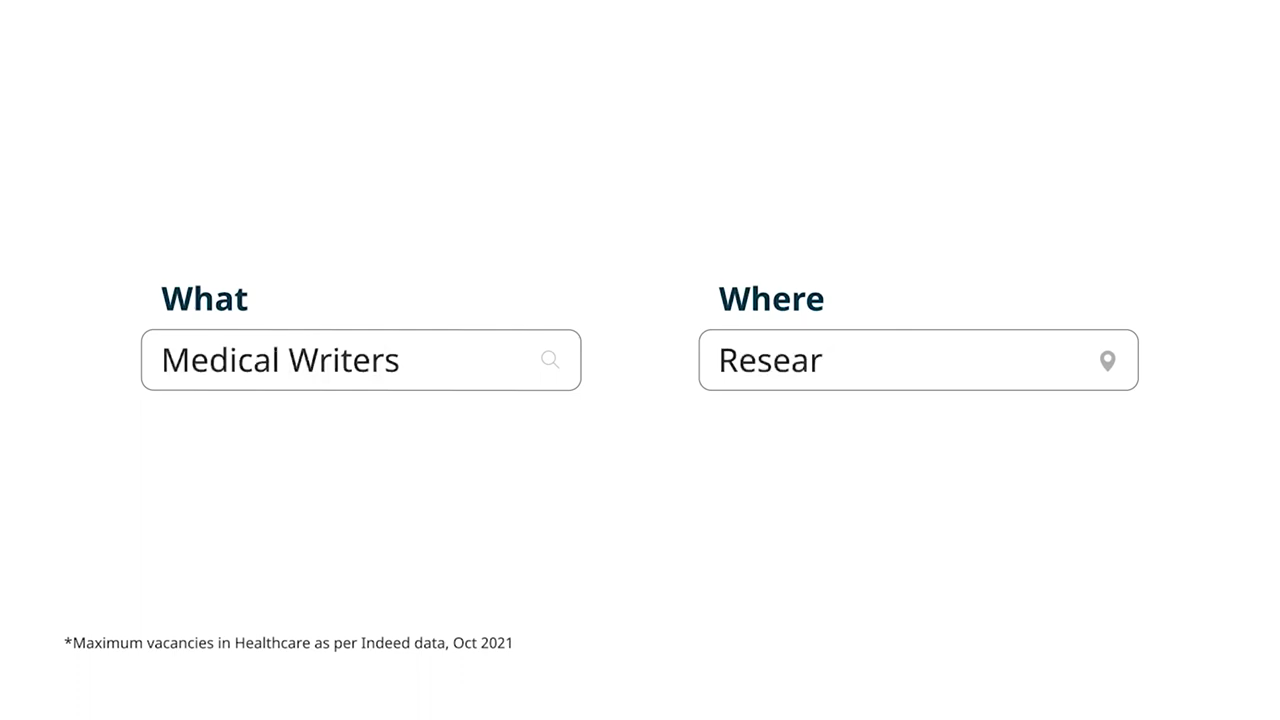 What
Where
Medical Writers
Resear
*Maximum vacancies in Healthcare as per Indeed data, Oct 2021